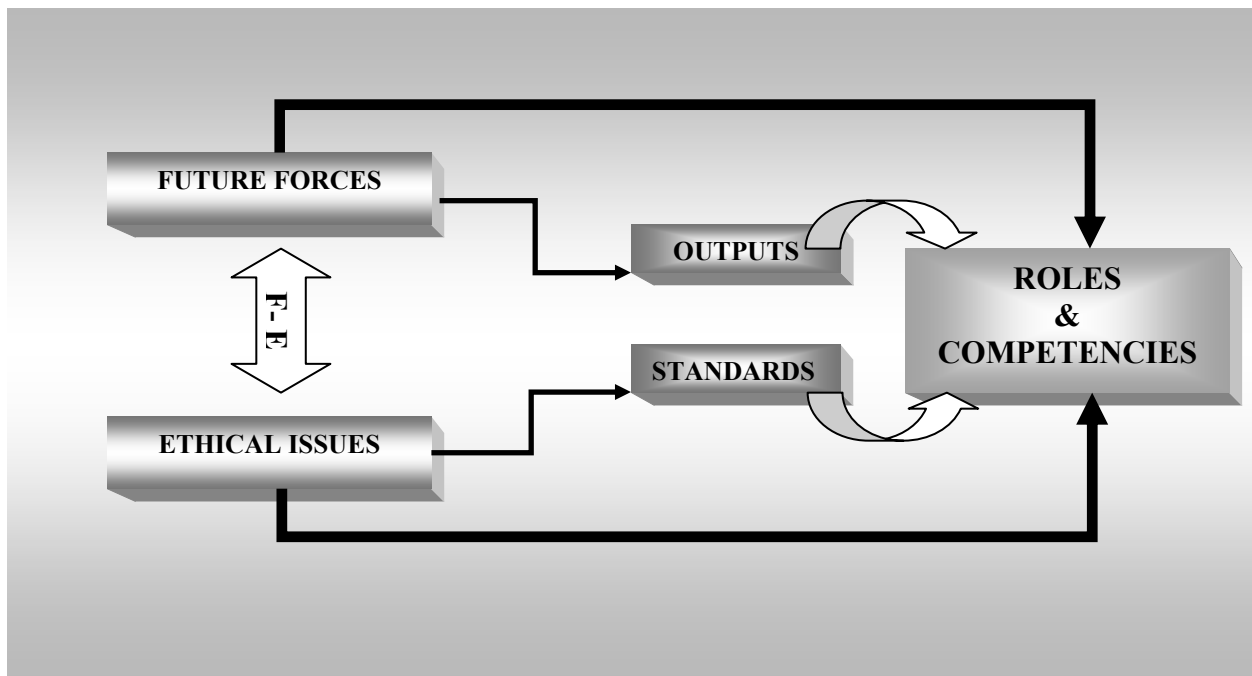 FUTURE FORCES
OUTPUTS
ROLES
&
COMPETENCIES
F- E
STANDARDS
ETHICAL ISSUES